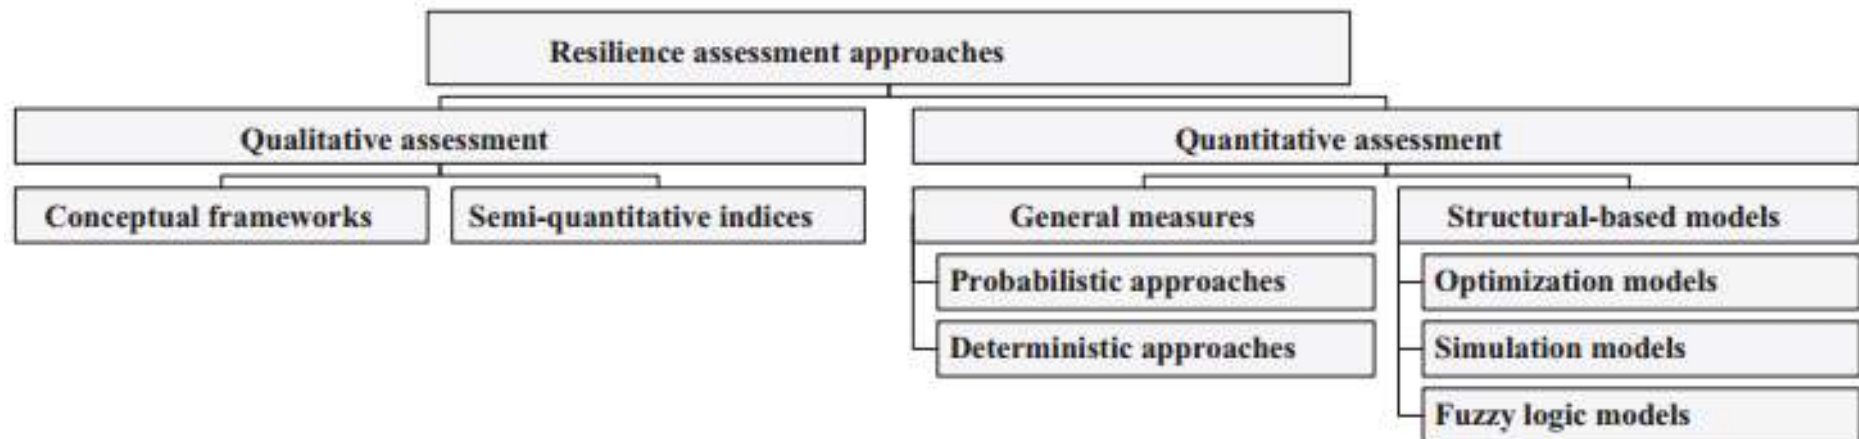 Resilience assessment approaches
Qualitative assessment
Quantitative assessment
Conceptual frameworks
Semi-quantitative indices
General measures
Structural-based models
Probabilistic approaches
Optimization models
Deterministic approaches
Simulation models
Fuzzy logic models